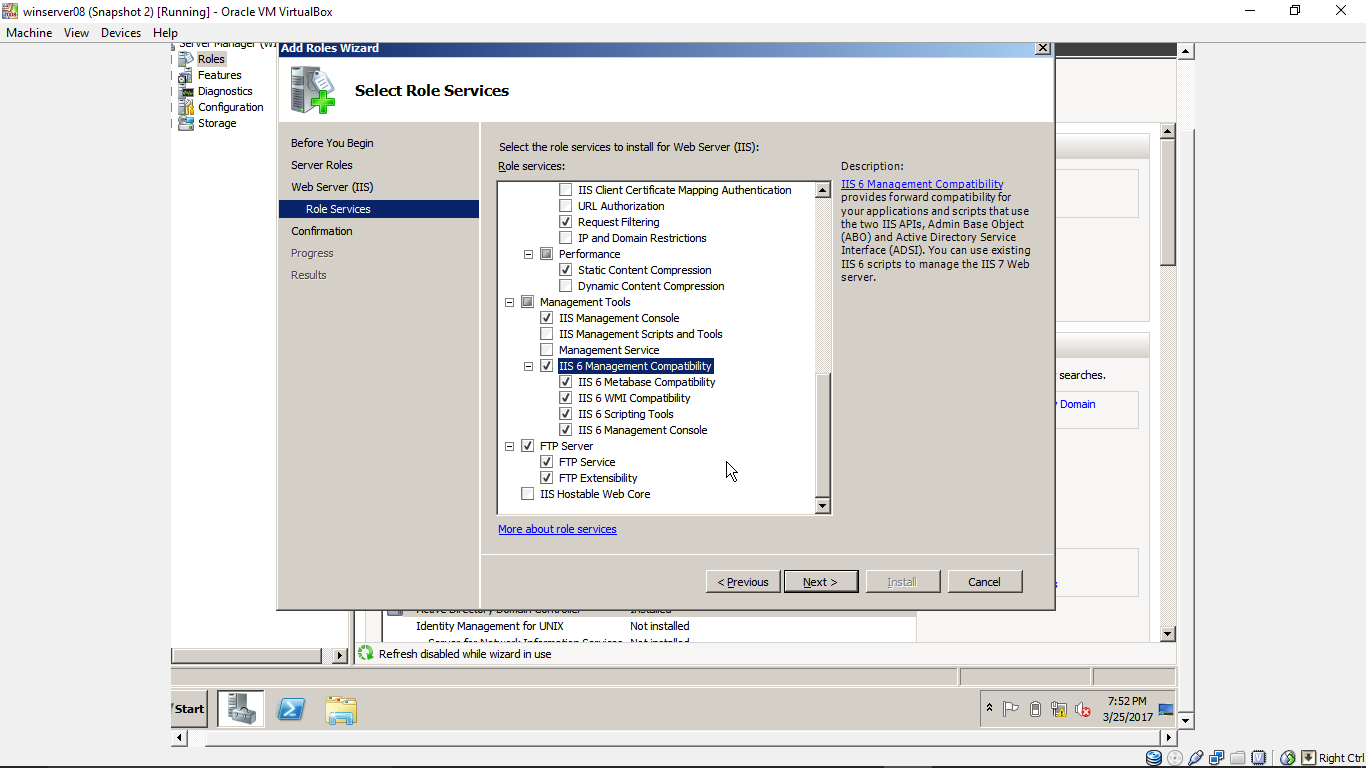 winserver08 (Snapshot 2) [Running] - Oracle VM VirtualBox
Machine View Devices Help
Add Roles Wizard
Roles
Features
Diagnostics
Configuration
Storage
Select Role Services
Before You Begin
Server Roles
Web Server (IIS)
Role Services
Confirmation
Progress
Results
Select the role services to install for Web Server (IIS):
Role services:
IIS Client Certificate Mapping Authentication
URL Authorization
Request Filtering
IP and Domain Restrictions
Performance
Static Content Compression
Dynamic Content Compression
Management Tools
IIS Management Console
IIS Management Scripts and Tools
Management Service
IIS 6 Management Compatibility
IIS 6 Metabase Compatibility
IIS 6 WMI Compatibility
IIS 6 Scripting Tools
IIS 6 Management Console
FTP Server
FTP Service
FTP Extensibility
IIS Hostable Web Core
More about role services
Description:
IIS 6 Management Compatibility
provides forward compatibility for
your applications and scripts that use
the two IIS APIs, Admin Base Object
(ABO) and Active Directory Service
Interface (ADSI). You can use existing
IIS 6 scripts to manage the IIS 7 Web
server.
searches.
Domain
< Previous Next > Install Cancel
Active Directory Domain Controller Installed
Identity Management for UNIX Not installed
Server for Network Information Services Not installed
Refresh disabled while wizard in use
Start
7:52 PM
3/25/2017
Right Ctrl